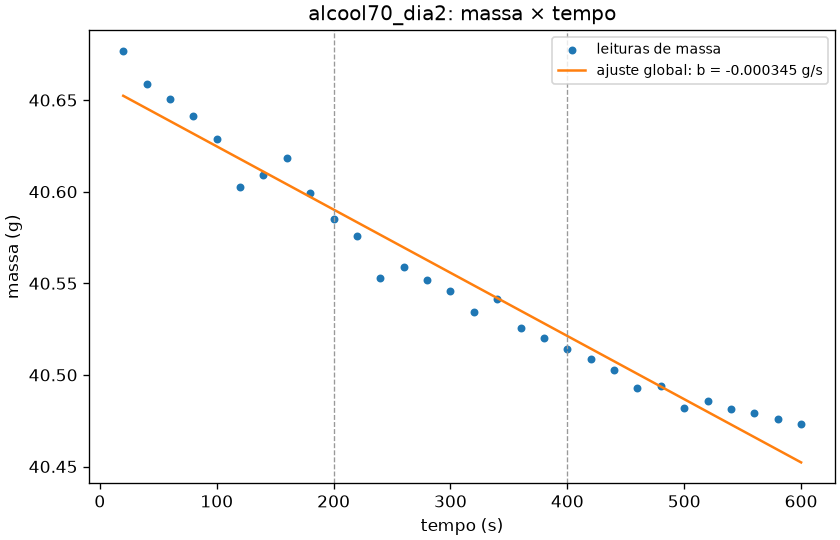 alcool70_dia2: massa × tempo
leituras de massa
ajuste global: b = -0.000345 g/s
massa (g)
40.65
40.60
40.55
40.50
40.45
0 100 200 300 400 500 600
tempo (s)